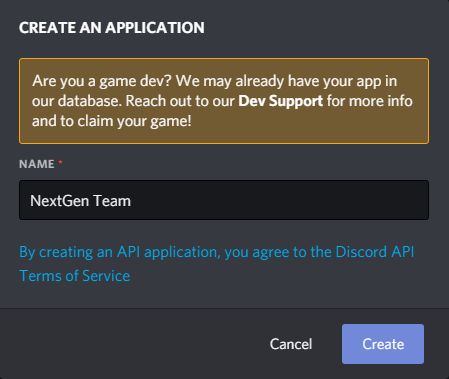 CREATE AN APPLICATION
Are you a game dev? We may already have your app in
our database. Reach out to our Dev Support for more info
and to claim your game!
NAME *
NextGen Team
By creating an API application, you agree to the Discord API
Terms of Service
Cancel
Create